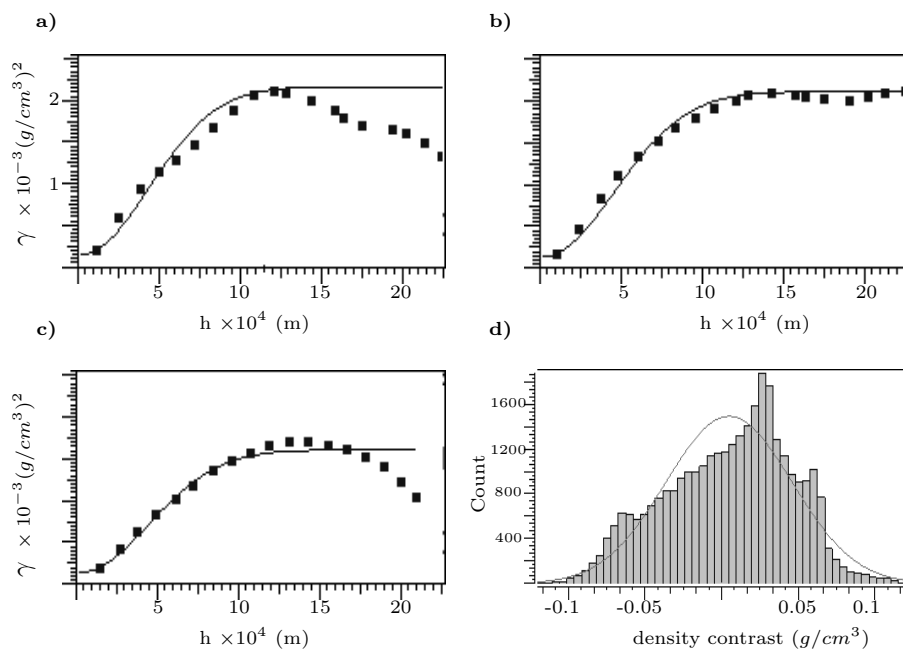 a)
γ × 10⁻³(g/cm³)²
2
1
5 10 15 20
h ×10⁴ (m)
b)
5 10 15 20
h ×10⁴ (m)
c)
γ × 10⁻³(g/cm³)²
5 10 15 20
h ×10⁴ (m)
d)
Count
1600
1200
800
400
-0.1 -0.05 0 0.05 0.1
density contrast (g/cm³)